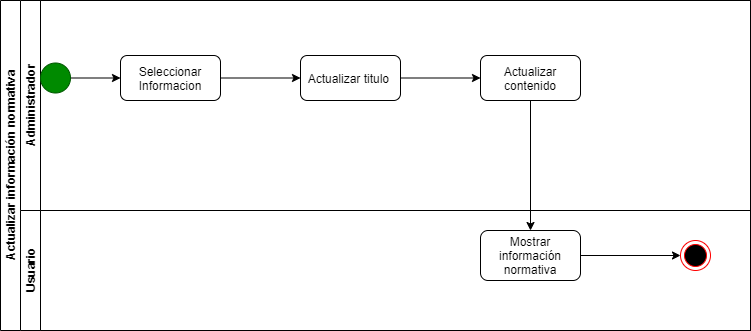 Actualizar información normativa
Administrador
Seleccionar
Informacion
Actualizar titulo
Actualizar
contenido
Usuario
Mostrar
información
normativa